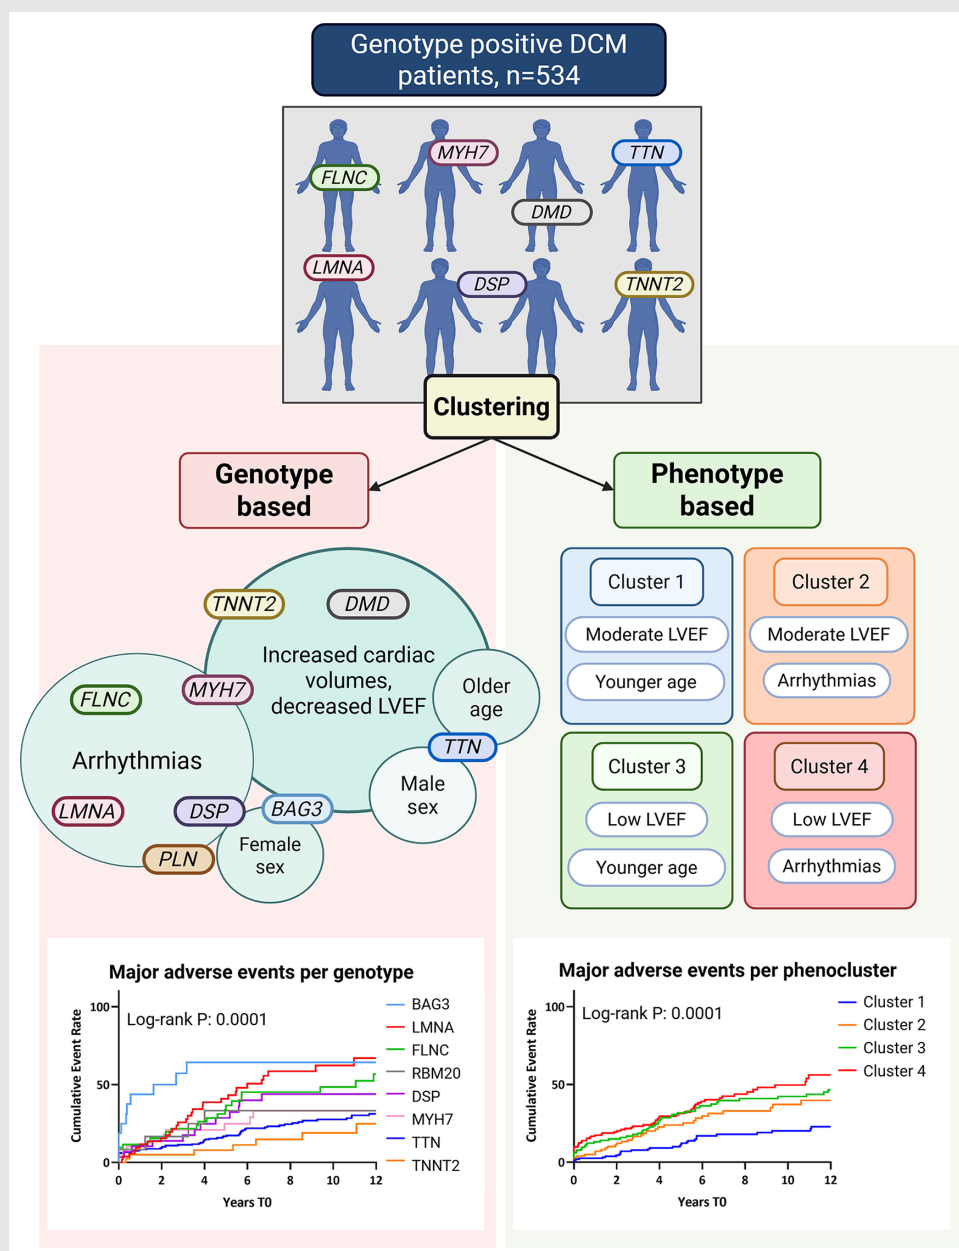 Genotype positive DCM
patients, n=534
FLNC
MYH7
DMD
TTN
LMNA
DSP
TNNT2
Clustering
Genotype
based
Phenotype
based
TNNT2
DMD
Increased cardiac
volumes,
decreased LVEF
FLNC
MYH7
Older
age
TTN
Arrhythmias
Male
sex
LMNA
DSP
BAG3
PLN
Female
sex
Cluster 1
Moderate LVEF
Younger age
Cluster 2
Moderate LVEF
Arrhythmias
Cluster 3
Low LVEF
Younger age
Cluster 4
Low LVEF
Arrhythmias
Major adverse events per genotype
Cumulative Event Rate
100
50
0
Log-rank P: 0.0001
BAG3
LMNA
FLNC
RBM20
DSP
MYH7
TTN
TNNT2
0 2 4 6 8 10 12
Years T0
Major adverse events per phenocluster
Cumulative Event Rate
100
50
0
Log-rank P: 0.0001
Cluster 1
Cluster 2
Cluster 3
Cluster 4
0 2 4 6 8 10 12
Years T0